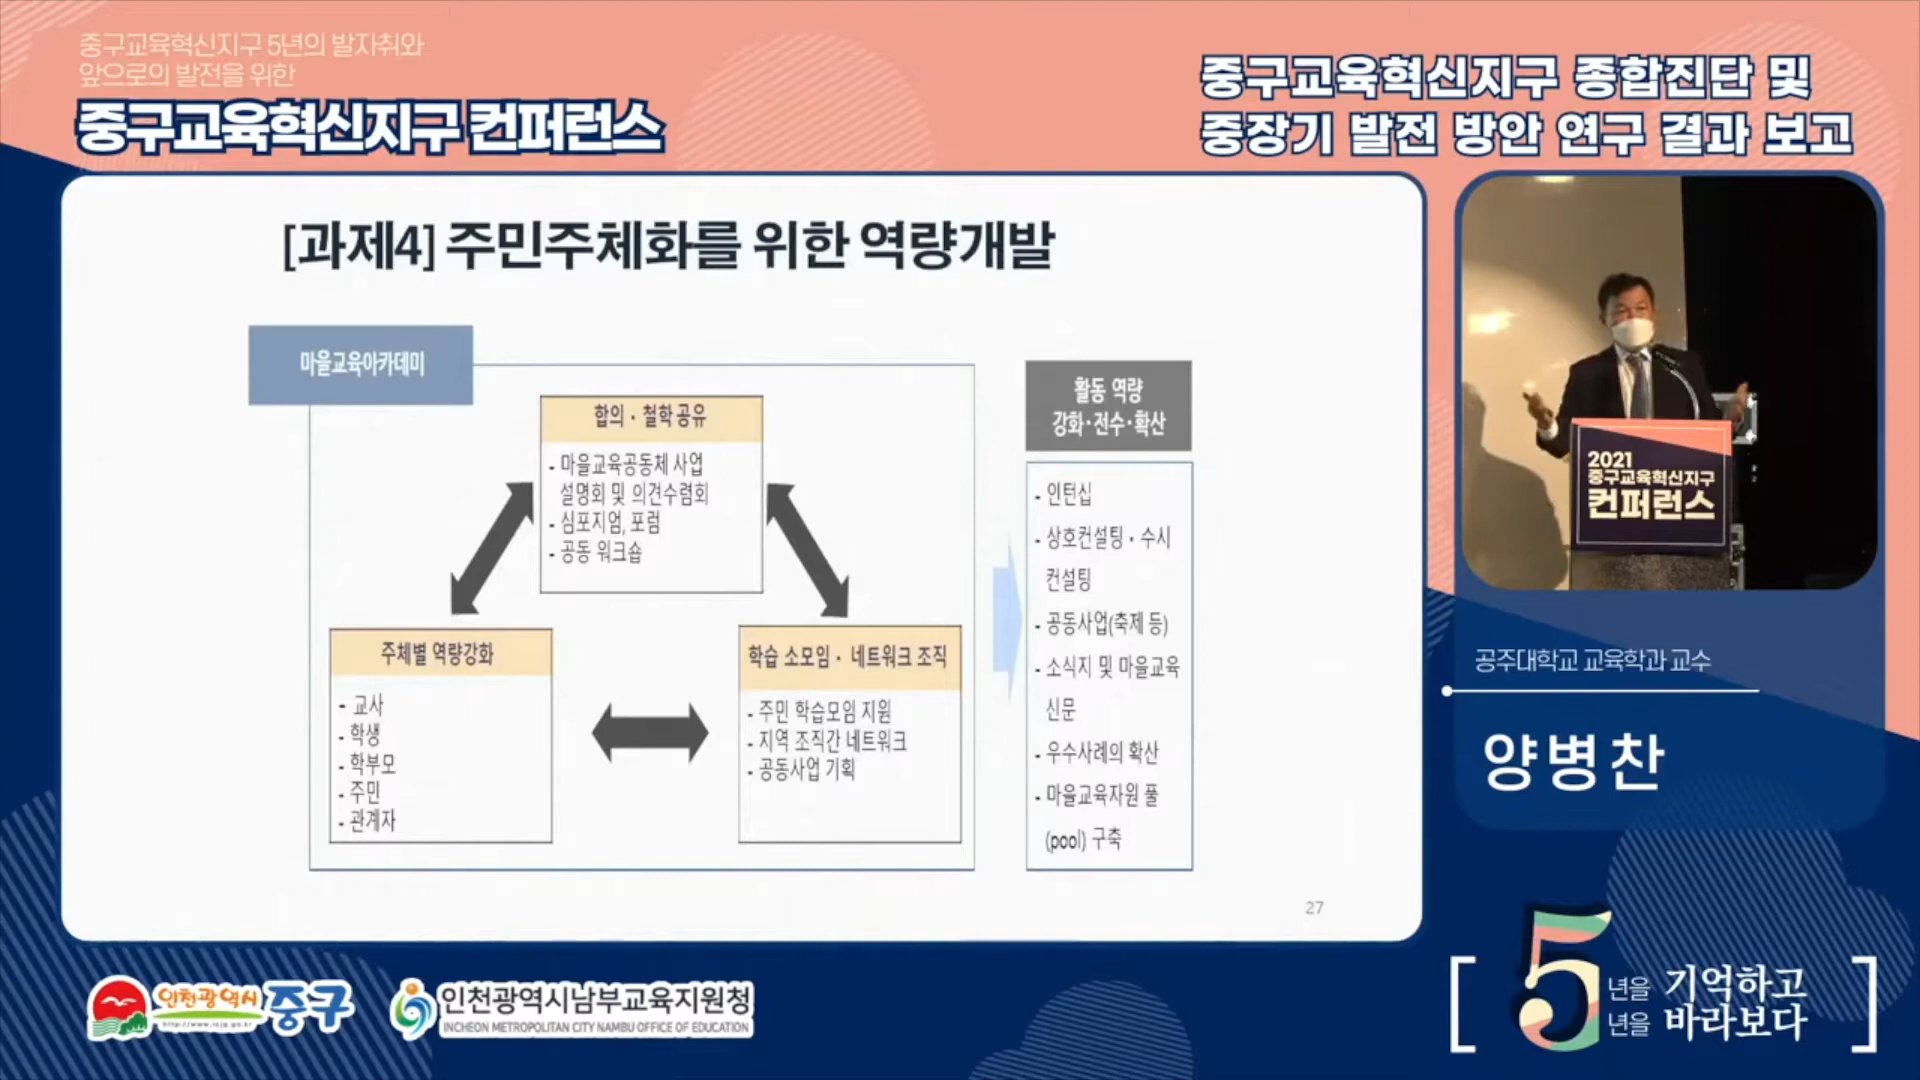 중구교육혁신지구 5년의 발자취와
앞으로의 발전을 위한
중구교육혁신지구 컨퍼런스
중구교육혁신지구 종합진단 및
중장기 발전 방안 연구 결과 보고
[과제4] 주민주체화를 위한 역량개발
마을교육아카데미
합의 · 철학 공유
- 마을교육공동체 사업
설명회 및 의견수렴회
- 심포지엄, 포럼
- 공동 워크숍
주체별 역량강화
- 교사
- 학생
- 학부모
- 주민
- 관계자
학습 소모임 · 네트워크 조직
- 주민 학습모임 지원
- 지역 조직간 네트워크
- 공동사업 기획
활동 역량
강화·전수·확산
- 인턴십
- 상호컨설팅 · 수시
컨설팅
- 공동사업(축제 등)
- 소식지 및 마을교육
신문
- 우수사례의 확산
- 마을교육자원 풀
(pool) 구축
27
2021
중구교육혁신지구
컨퍼런스
공주대학교 교육학과 교수
양병찬
인천광역시 중구
http://www.icjg.go.kr
인천광역시남부교육지원청
INCHEON METROPOLITAN CITY NAMBU OFFICE OF EDUCATION
[5년을 기억하고
년을 바라보다]